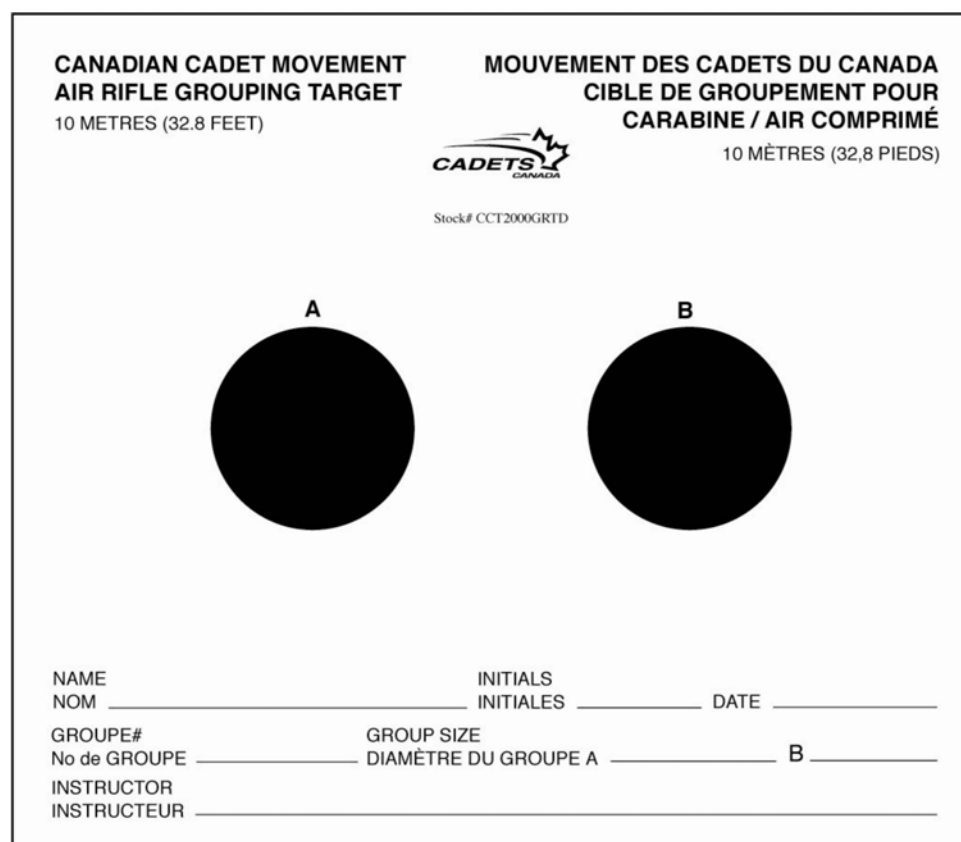 CANADIAN CADET MOVEMENT
AIR RIFLE GROUPING TARGET
10 METRES (32.8 FEET)
MOUVEMENT DES CADETS DU CANADA
CIBLE DE GROUPEMENT POUR
CARABINE / AIR COMPRIMÉ
10 MÈTRES (32,8 PIEDS)
CADETS
CANADA
Stock# CCT2000GRTD
A
B
NAME
NOM
INITIALS
INITIALES
DATE
GROUPE#
No de GROUPE
GROUP SIZE
DIAMÈTRE DU GROUPE A
B
INSTRUCTOR
INSTRUCTEUR